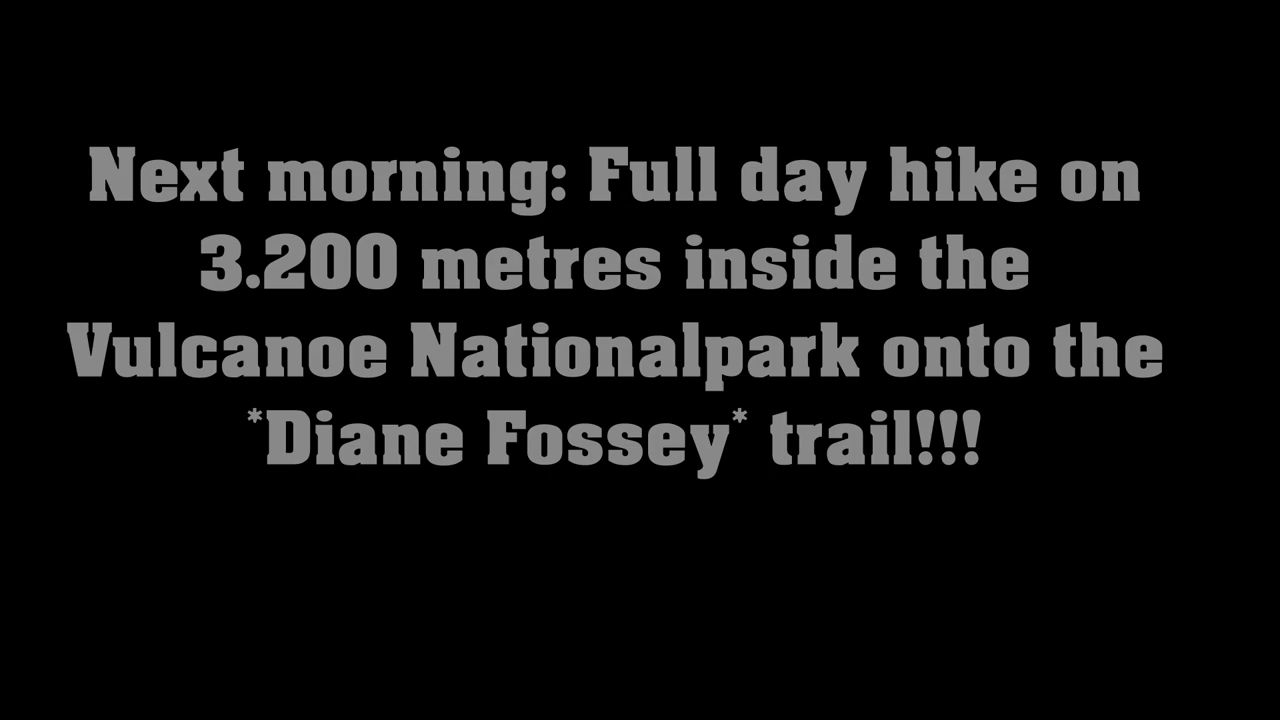 Next morning: Full day hike on
3.200 metres inside the
Vulcanoe Nationalpark onto the
*Diane Fossey* trail!!!